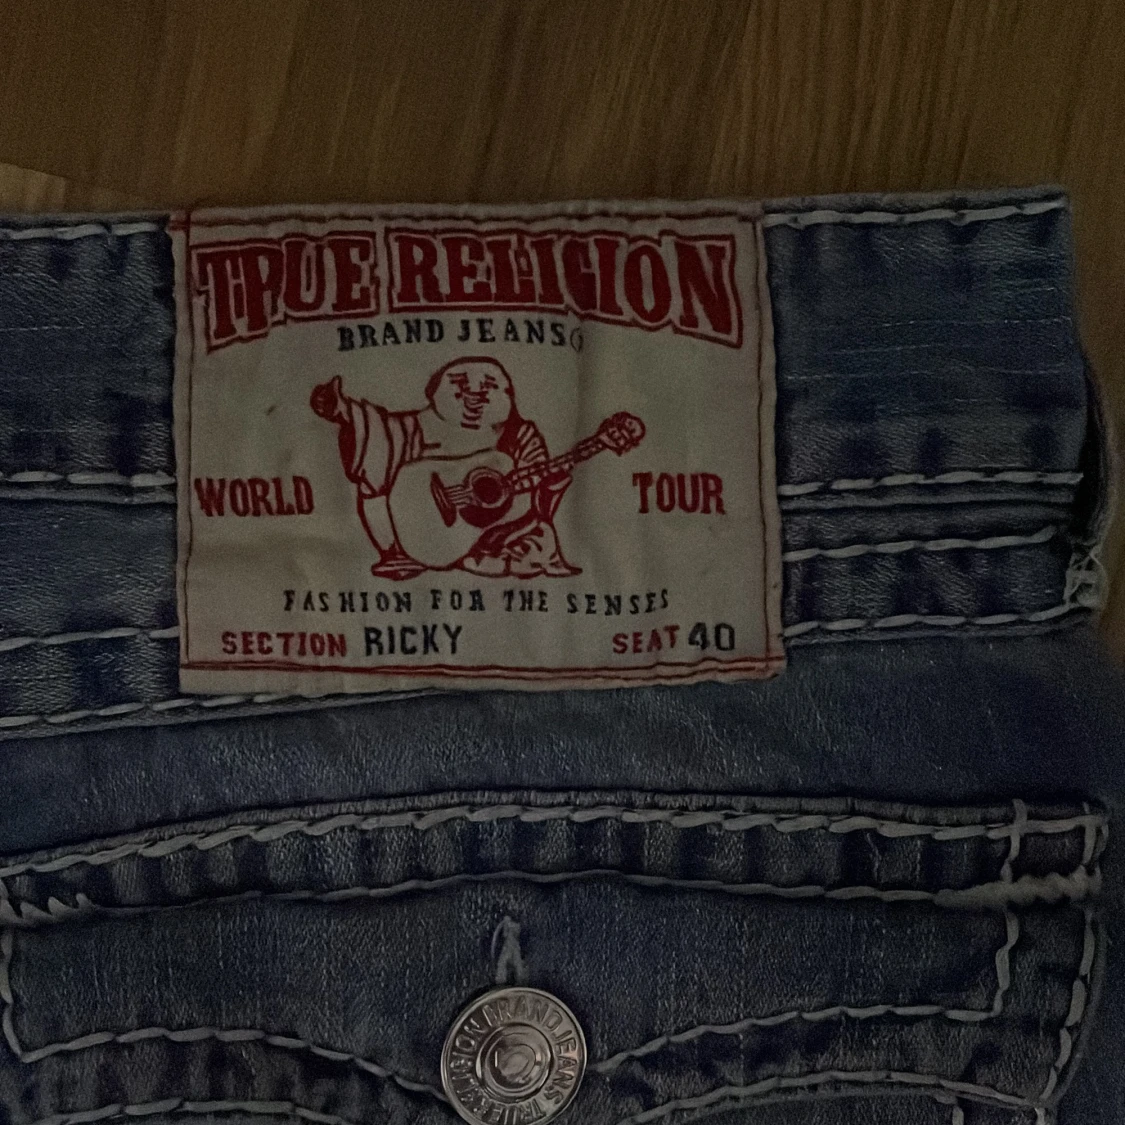 TRUE RELIGION
BRAND JEANS®
WORLD TOUR
FASHION FOR THE SENSES
SECTION RICKY SEAT 40
BRAND JEANS TRUE RELIGION